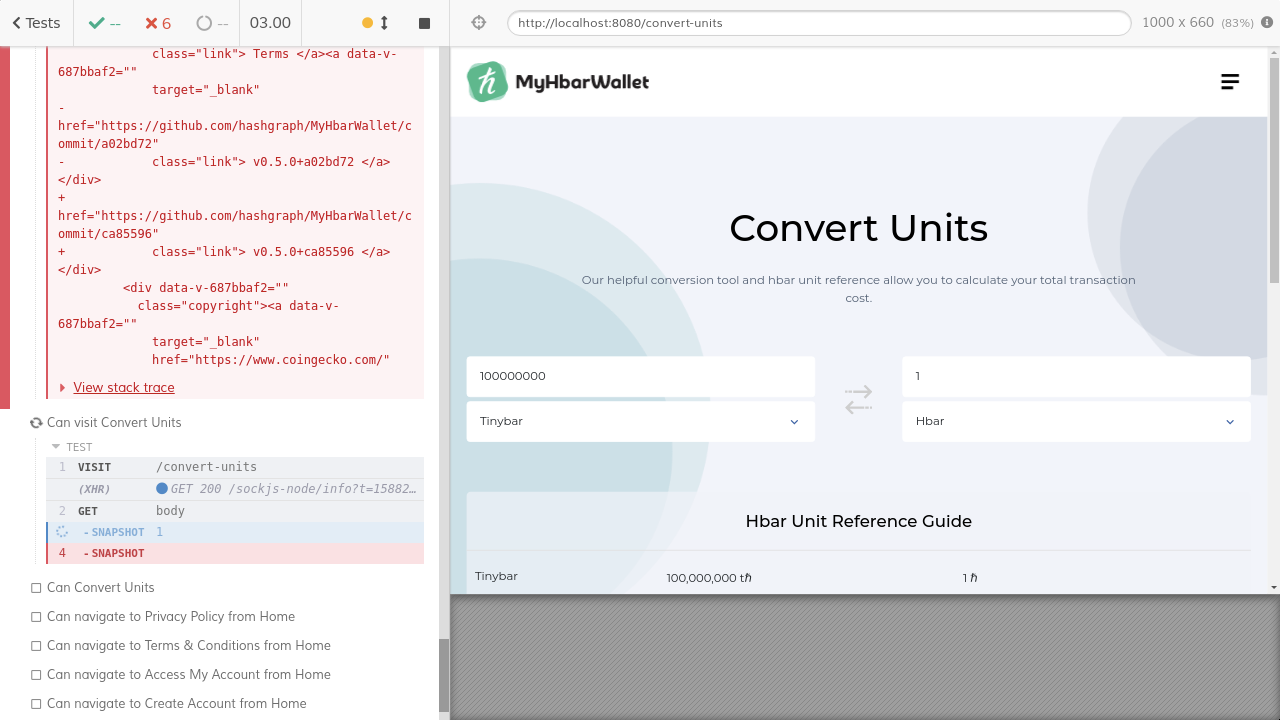 Tests
--
6
--
03.00
http://localhost:8080/convert-units
1000 x 660 (83%)
class="link"> Terms </a><a data-v-
687bbaf2=""
target="_blank"
-
href="https://github.com/hashgraph/MyHbarWallet/c
ommit/a02bd72"
- class="link"> v0.5.0+a02bd72 </a>
</div>
+
href="https://github.com/hashgraph/MyHbarWallet/c
ommit/ca85596"
+ class="link"> v0.5.0+ca85596 </a>
</div>
<div data-v-687bbaf2=""
class="copyright"><a data-v-
687bbaf2=""
target="_blank"
href="https://www.coingecko.com/"
View stack trace
Can visit Convert Units
TEST
1 VISIT /convert-units
(XHR) GET 200 /sockjs-node/info?t=15882…
2 GET body
-SNAPSHOT 1
4 -SNAPSHOT
Can Convert Units
Can navigate to Privacy Policy from Home
Can navigate to Terms & Conditions from Home
Can navigate to Access My Account from Home
Can navigate to Create Account from Home
MyHbarWallet
Convert Units
Our helpful conversion tool and hbar unit reference allow you to calculate your total transaction
cost.
100000000
1
Tinybar
Hbar
Hbar Unit Reference Guide
Tinybar 100,000,000 tℏ 1 ℏ